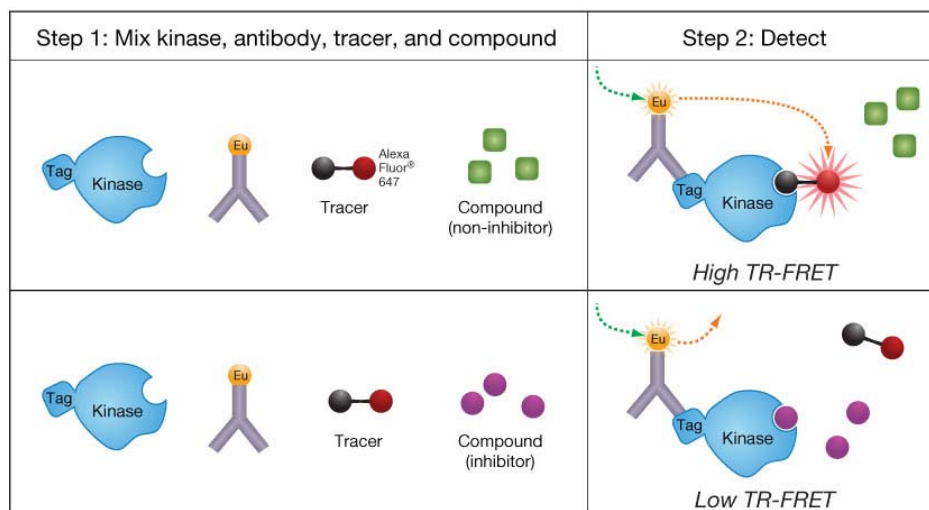 Step 1: Mix kinase, antibody, tracer, and compound
Step 2: Detect
Tag
Kinase
Eu
Alexa
Fluor®
647
Tracer
Compound
(non-inhibitor)
Eu
Tag
Kinase
High TR-FRET
Tag
Kinase
Eu
Tracer
Compound
(inhibitor)
Eu
Tag
Kinase
Low TR-FRET